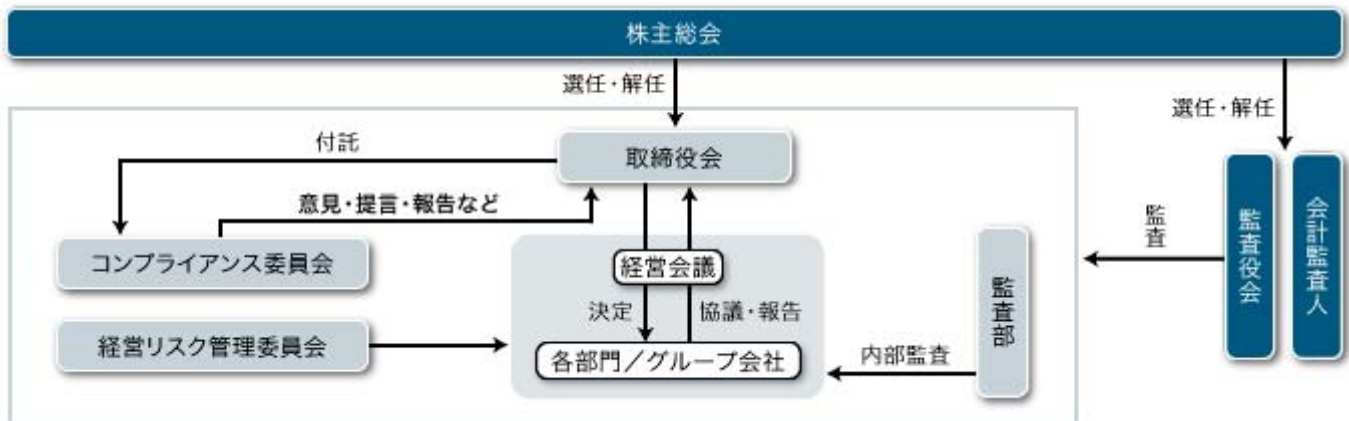 株主総会
選任・解任
選任・解任
付託
取締役会
意見・提言・報告など
コンプライアンス委員会
経営会議
決定
協議・報告
経営リスク管理委員会
各部門／グループ会社
内部監査
監査部
監査
監査役会
会計監査人